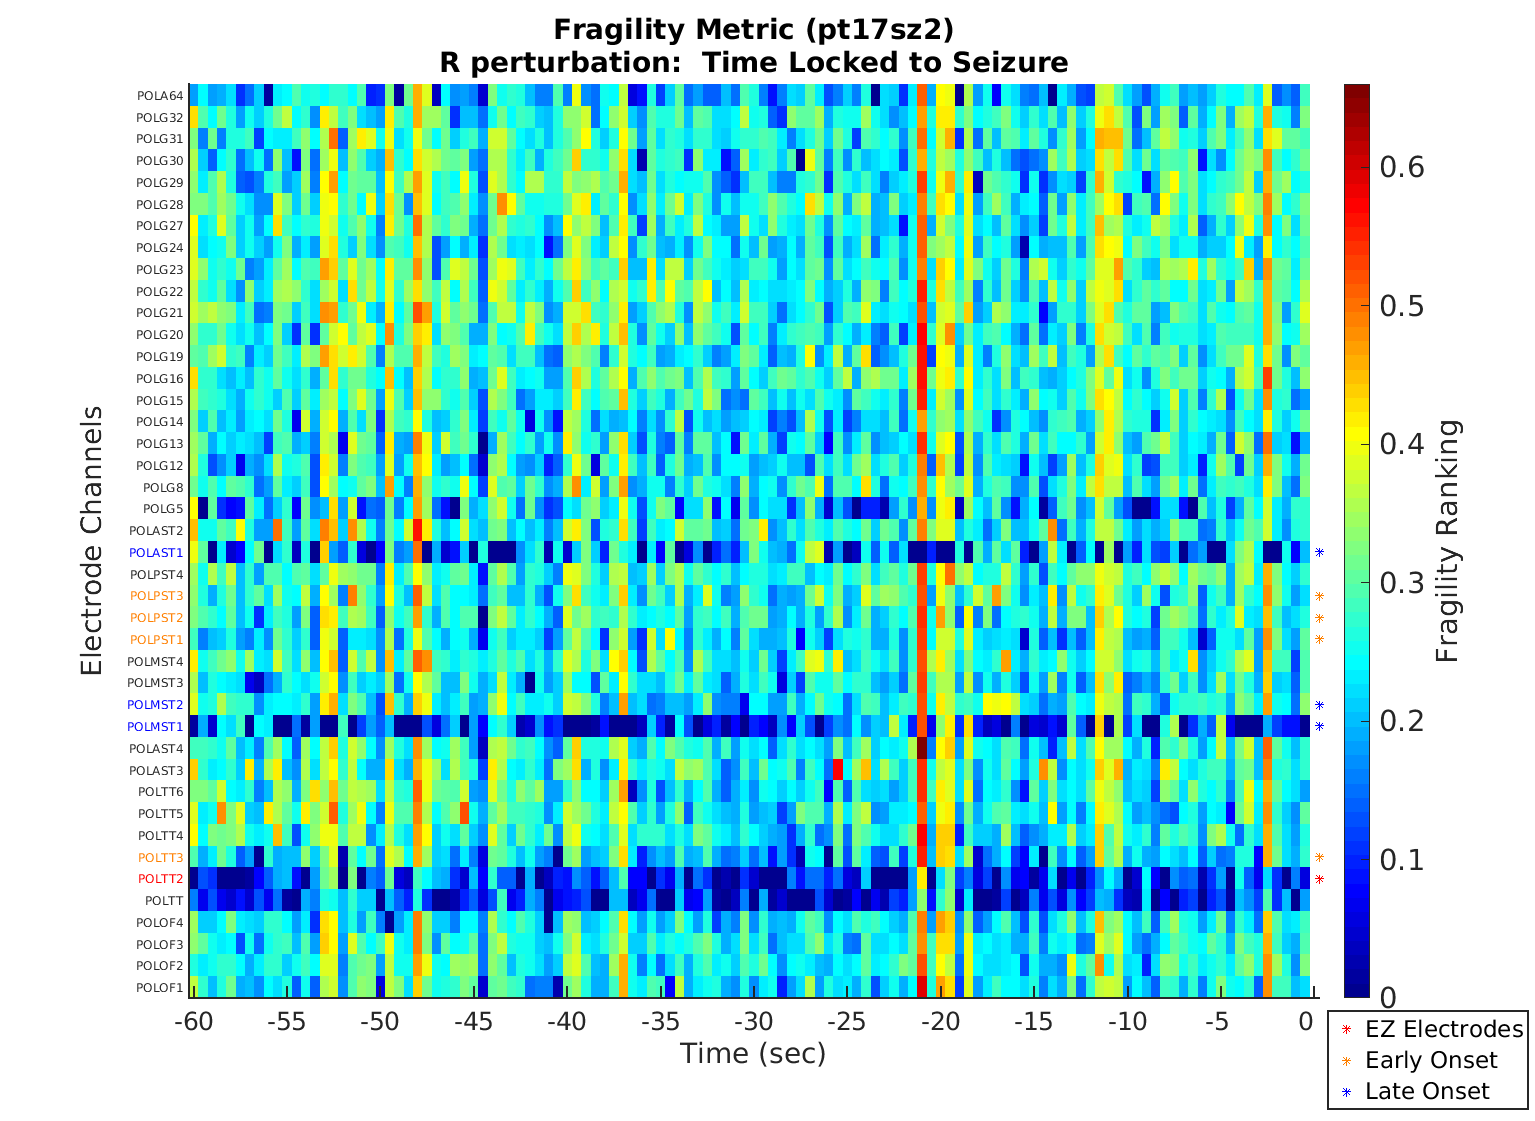 Fragility Metric (pt17sz2)
R perturbation:  Time Locked to Seizure
Electrode Channels
POLA64
POLG32
POLG31
POLG30
POLG29
POLG28
POLG27
POLG24
POLG23
POLG22
POLG21
POLG20
POLG19
POLG16
POLG15
POLG14
POLG13
POLG12
POLG8
POLG5
POLAST2
POLAST1
POLPST4
POLPST3
POLPST2
POLPST1
POLMST4
POLMST3
POLMST2
POLMST1
POLAST4
POLAST3
POLTT6
POLTT5
POLTT4
POLTT3
POLTT2
POLTT
POLOF4
POLOF3
POLOF2
POLOF1
-60 -55 -50 -45 -40 -35 -30 -25 -20 -15 -10 -5 0
Time (sec)
0.6
0.5
0.4
0.3
0.2
0.1
0
Fragility Ranking
EZ Electrodes
Early Onset
Late Onset